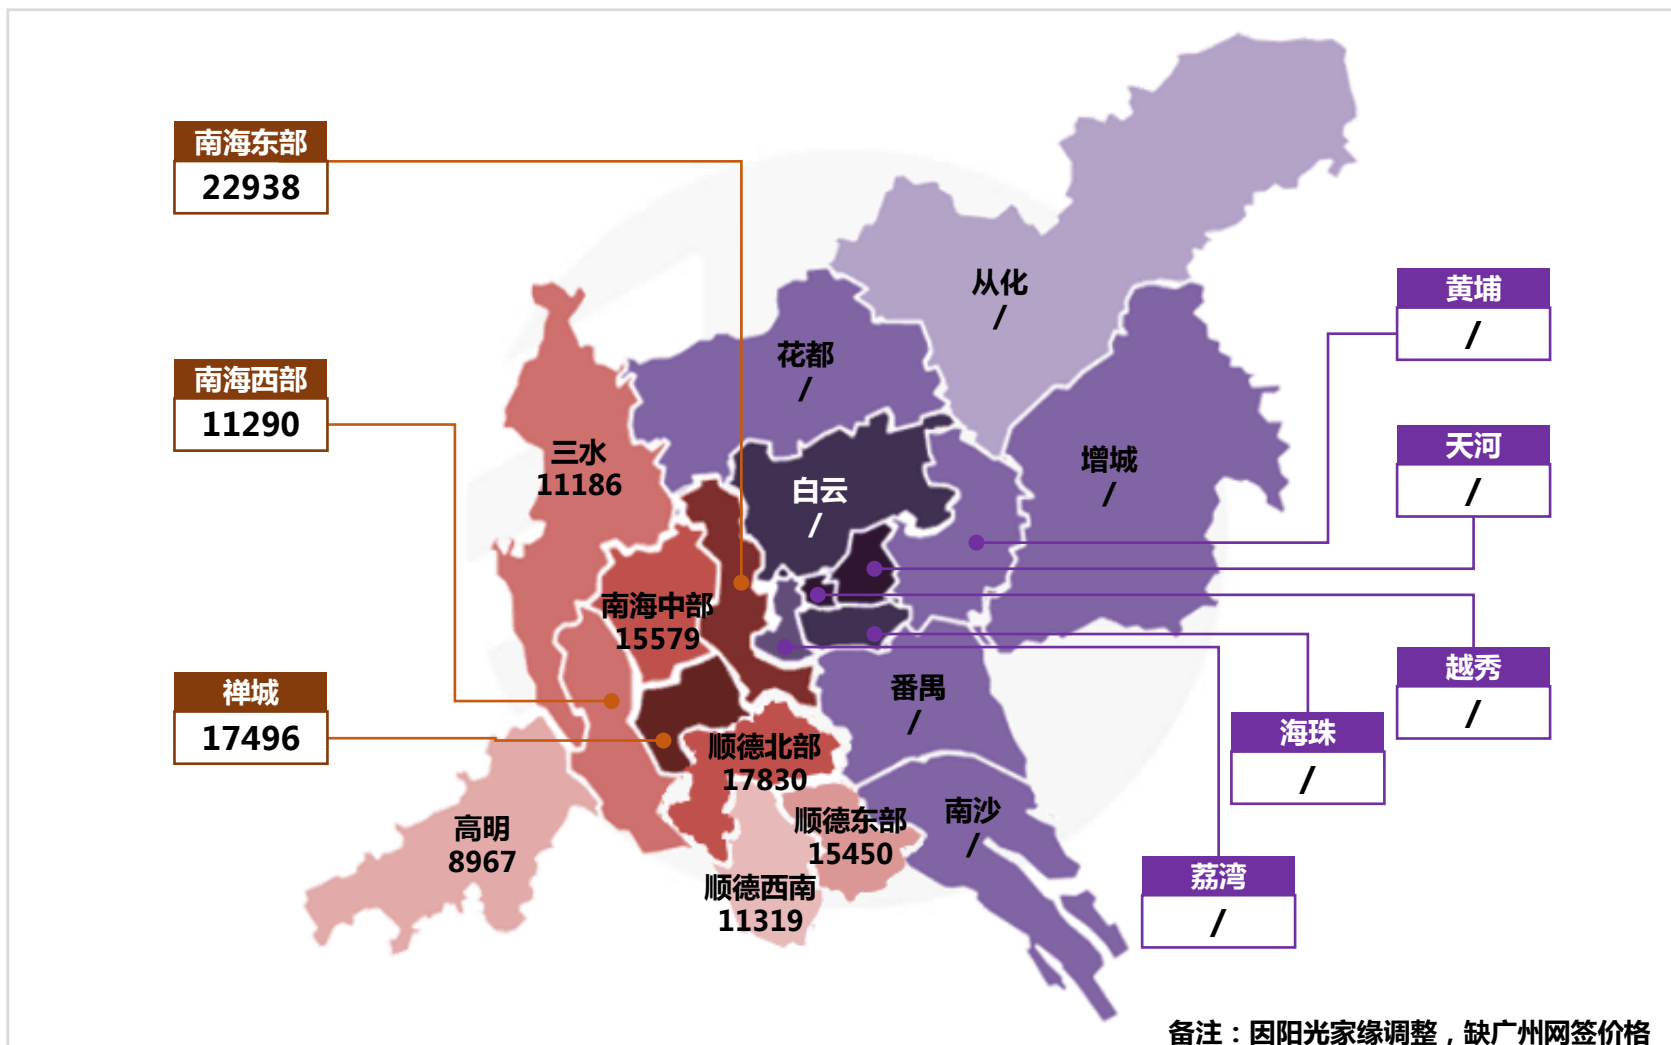 南海东部
22938
南海西部
11290
禅城
17496
三水
11186
南海中部
15579
高明
8967
顺德北部
17830
顺德东部
15450
顺德西南
11319
从化
/
花都
/
白云
/
增城
/
番禺
/
南沙
/
黄埔
/
天河
/
越秀
/
海珠
/
荔湾
/
备注：因阳光家缘调整，缺广州网签价格